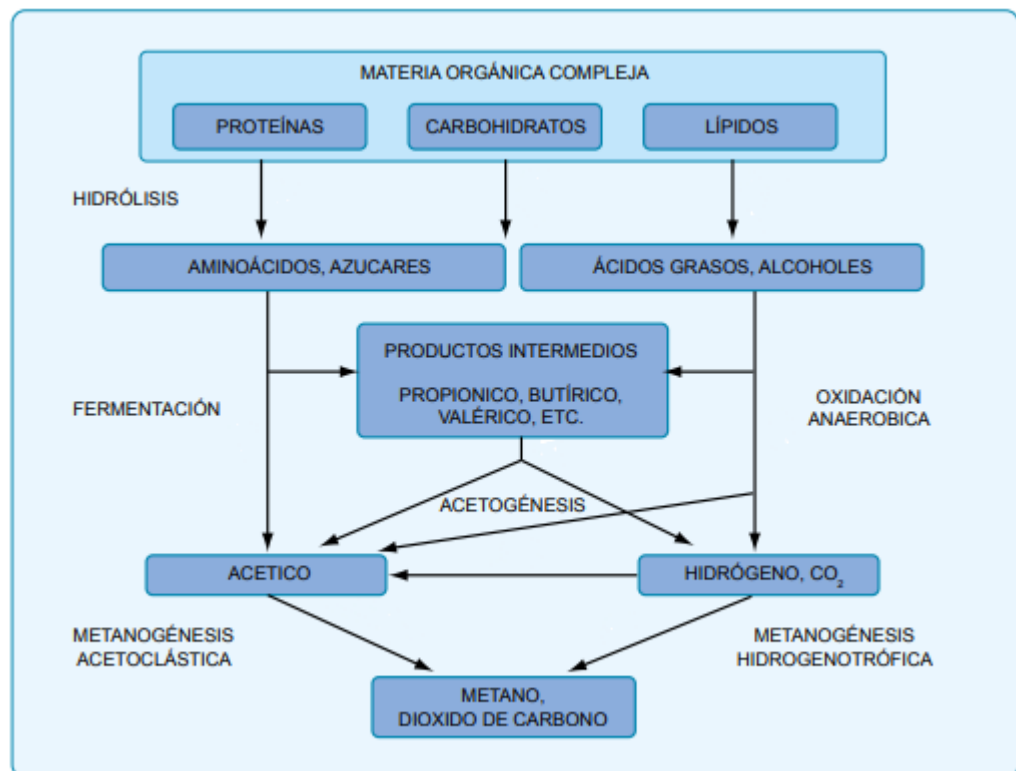 MATERIA ORGÁNICA COMPLEJA
PROTEÍNAS
CARBOHIDRATOS
LÍPIDOS
HIDRÓLISIS
AMINOÁCIDOS, AZUCARES
ÁCIDOS GRASOS, ALCOHOLES
PRODUCTOS INTERMEDIOS
PROPIONICO, BUTÍRICO,
VALÉRICO, ETC.
FERMENTACIÓN
OXIDACIÓN
ANAEROBICA
ACETOGÉNESIS
ACETICO
HIDRÓGENO, CO₂
METANOGÉNESIS
ACETOCLÁSTICA
METANOGÉNESIS
HIDROGENOTRÓFICA
METANO,
DIOXIDO DE CARBONO